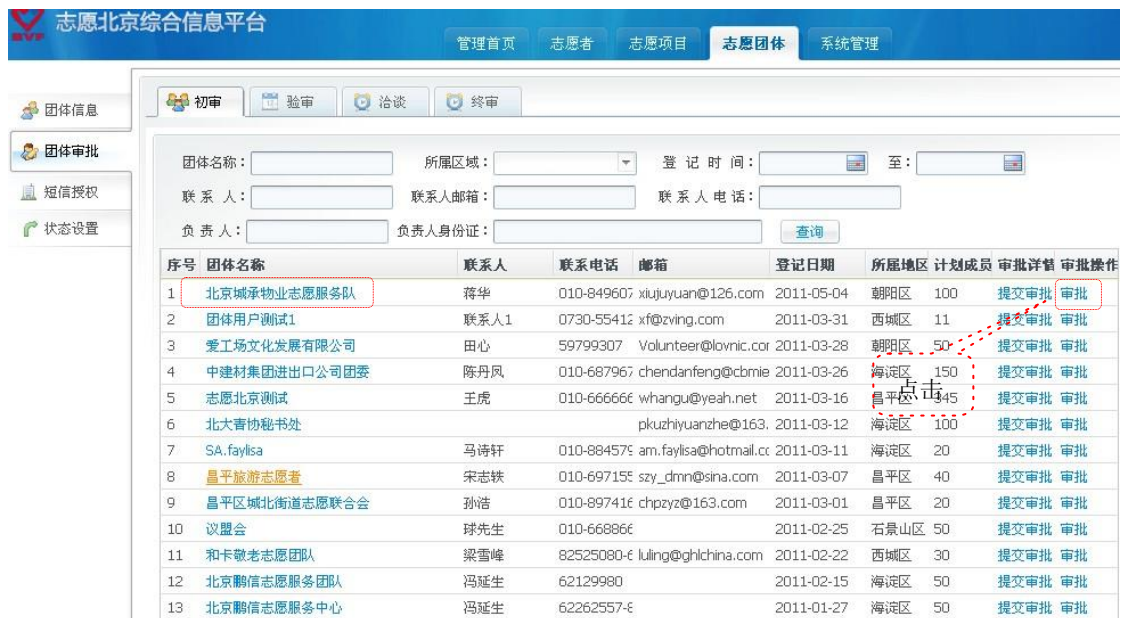 志愿北京综合信息平台
BVF
管理首页 志愿者 志愿项目 志愿团体 系统管理
团体信息
团体审批
短信授权
状态设置
初审 验审 洽谈 终审
团体名称： 所属区域： 登记时间： 至：
联系人： 联系人邮箱： 联系人电话：
负责人： 负责人身份证： 查询
序号 团体名称 联系人 联系电话 邮箱 登记日期 所属地区 计划成员 审批详情 审批操作
1 北京城承物业志愿服务队 蒋华 010-849607 xiujuyuan@126.com 2011-05-04 朝阳区 100 提交审批 审批
2 团体用户测试1 联系人1 0730-55412 xf@zving.com 2011-03-31 西城区 11 提交审批 审批
3 爱工场文化发展有限公司 田心 59799307 Volunteer@lovnic.cor 2011-03-28 朝阳区 50 提交审批 审批
4 中建材集团进出口公司团委 陈丹凤 010-687967 chendanfeng@cbmie 2011-03-26 海淀区 150 提交审批 审批
点击
5 志愿北京测试 王虎 010-666666 whangu@yeah.net 2011-03-16 昌平区 345 提交审批 审批
6 北大青协秘书处 pkuzhiyuanzhe@163. 2011-03-12 海淀区 100 提交审批 审批
7 SA.faylisa 马诗轩 010-884579 am.faylisa@hotmail.cc 2011-03-11 海淀区 20 提交审批 审批
8 昌平旅游志愿者 宋志轶 010-697155 szy_dmn@sina.com 2011-03-07 昌平区 40 提交审批 审批
9 昌平区城北街道志愿联合会 孙浩 010-897416 chpzyz@163.com 2011-03-01 昌平区 20 提交审批 审批
10 议盟会 球先生 010-668866 2011-02-25 石景山区 50 提交审批 审批
11 和卡敬老志愿团队 梁雪峰 82525080-6 luling@ghlchina.com 2011-02-22 西城区 30 提交审批 审批
12 北京鹏信志愿服务团队 冯延生 62129980 2011-02-15 海淀区 50 提交审批 审批
13 北京鹏信志愿服务中心 冯延生 62262557-8 2011-01-27 海淀区 50 提交审批 审批